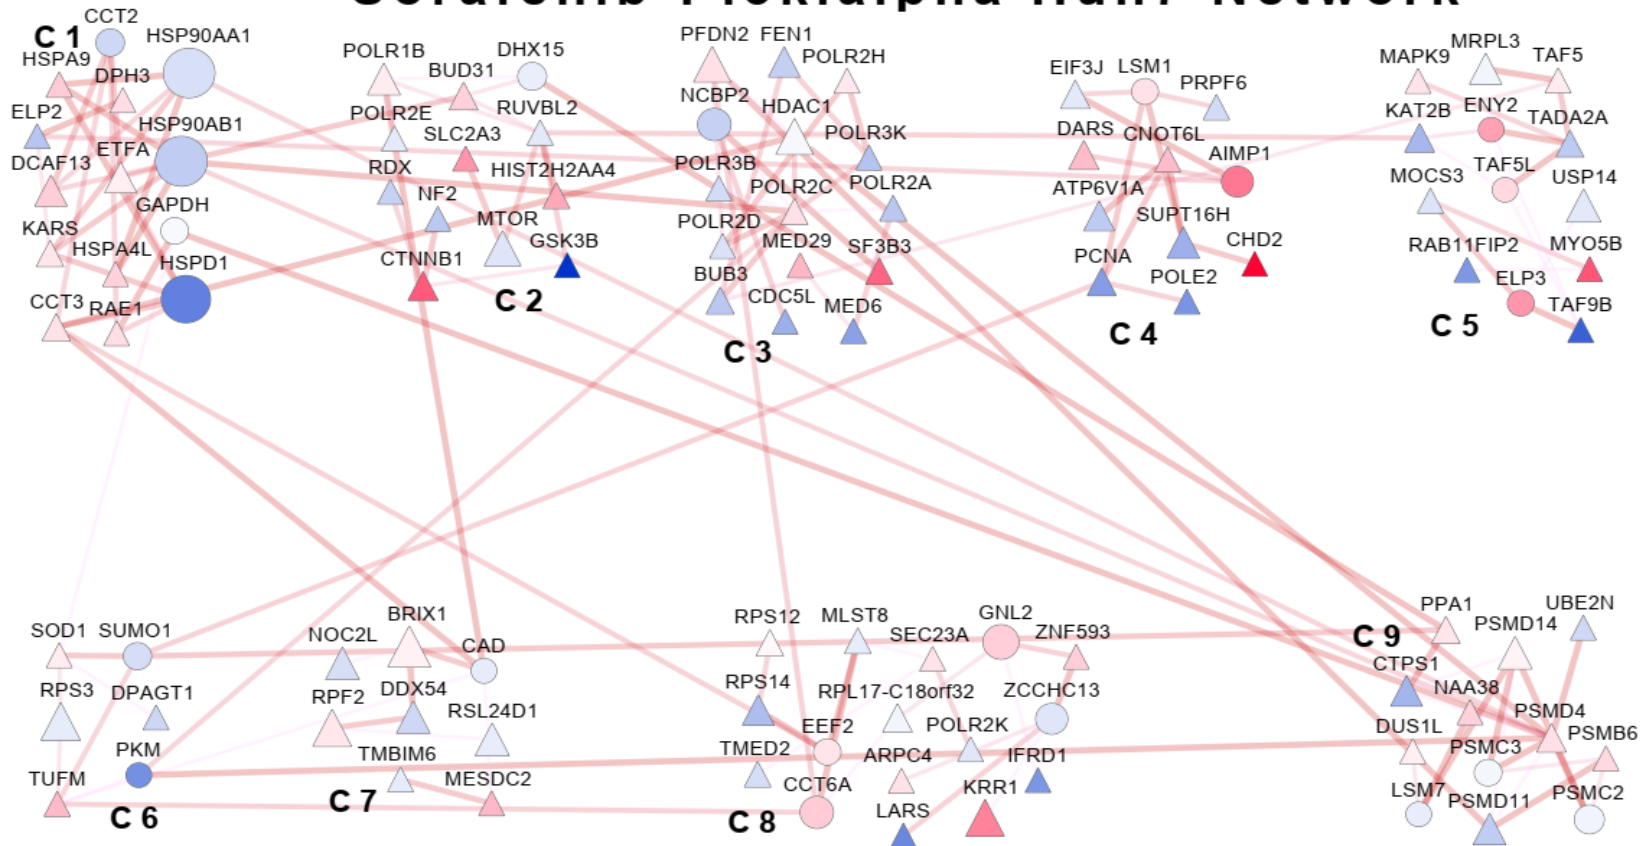 C 1
CCT2
HSP90AA1
HSPA9
DPH3
ELP2
HSP90AB1
DCAF13
ETFA
GAPDH
KARS
HSPA4L
HSPD1
CCT3
RAE1
POLR1B
DHX15
BUD31
POLR2E
RUVBL2
SLC2A3
RDX
HIST2H2AA4
NF2
MTOR
GSK3B
CTNNB1
C 2
PFDN2
FEN1
POLR2H
NCBP2
HDAC1
POLR3K
POLR3B
POLR2C
POLR2A
POLR2D
MED29
SF3B3
BUB3
CDC5L
MED6
C 3
EIF3J
LSM1
PRPF6
DARS
CNOT6L
AIMP1
ATP6V1A
SUPT16H
CHD2
PCNA
POLE2
C 4
MAPK9
MRPL3
TAF5
KAT2B
ENY2
TADA2A
TAF5L
MOCS3
USP14
RAB11FIP2
MYO5B
ELP3
TAF9B
C 5
SOD1
SUMO1
RPS3
DPAGT1
PKM
TUFM
C 6
BRIX1
NOC2L
CAD
RPF2
DDX54
RSL24D1
TMBIM6
MESDC2
C 7
RPS12
MLST8
GNL2
SEC23A
ZNF593
RPS14
RPL17-C18orf32
ZCCHC13
EEF2
POLR2K
TMED2
ARPC4
IFRD1
CCT6A
KRR1
LARS
C 8
C 9
PPA1
UBE2N
PSMD14
CTPS1
NAA38
PSMD4
DUS1L
PSMC3
PSMB6
LSM7
PSMD11
PSMC2